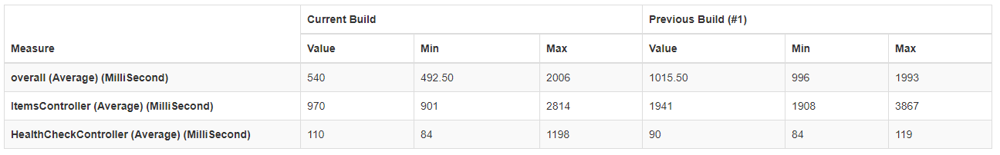 Current Build Previous Build (#1)
Measure Value Min Max Value Min Max
overall (Average) (MilliSecond) 540 492.50 2006 1015.50 996 1993
ItemsController (Average) (MilliSecond) 970 901 2814 1941 1908 3867
HealthCheckController (Average) (MilliSecond) 110 84 1198 90 84 119